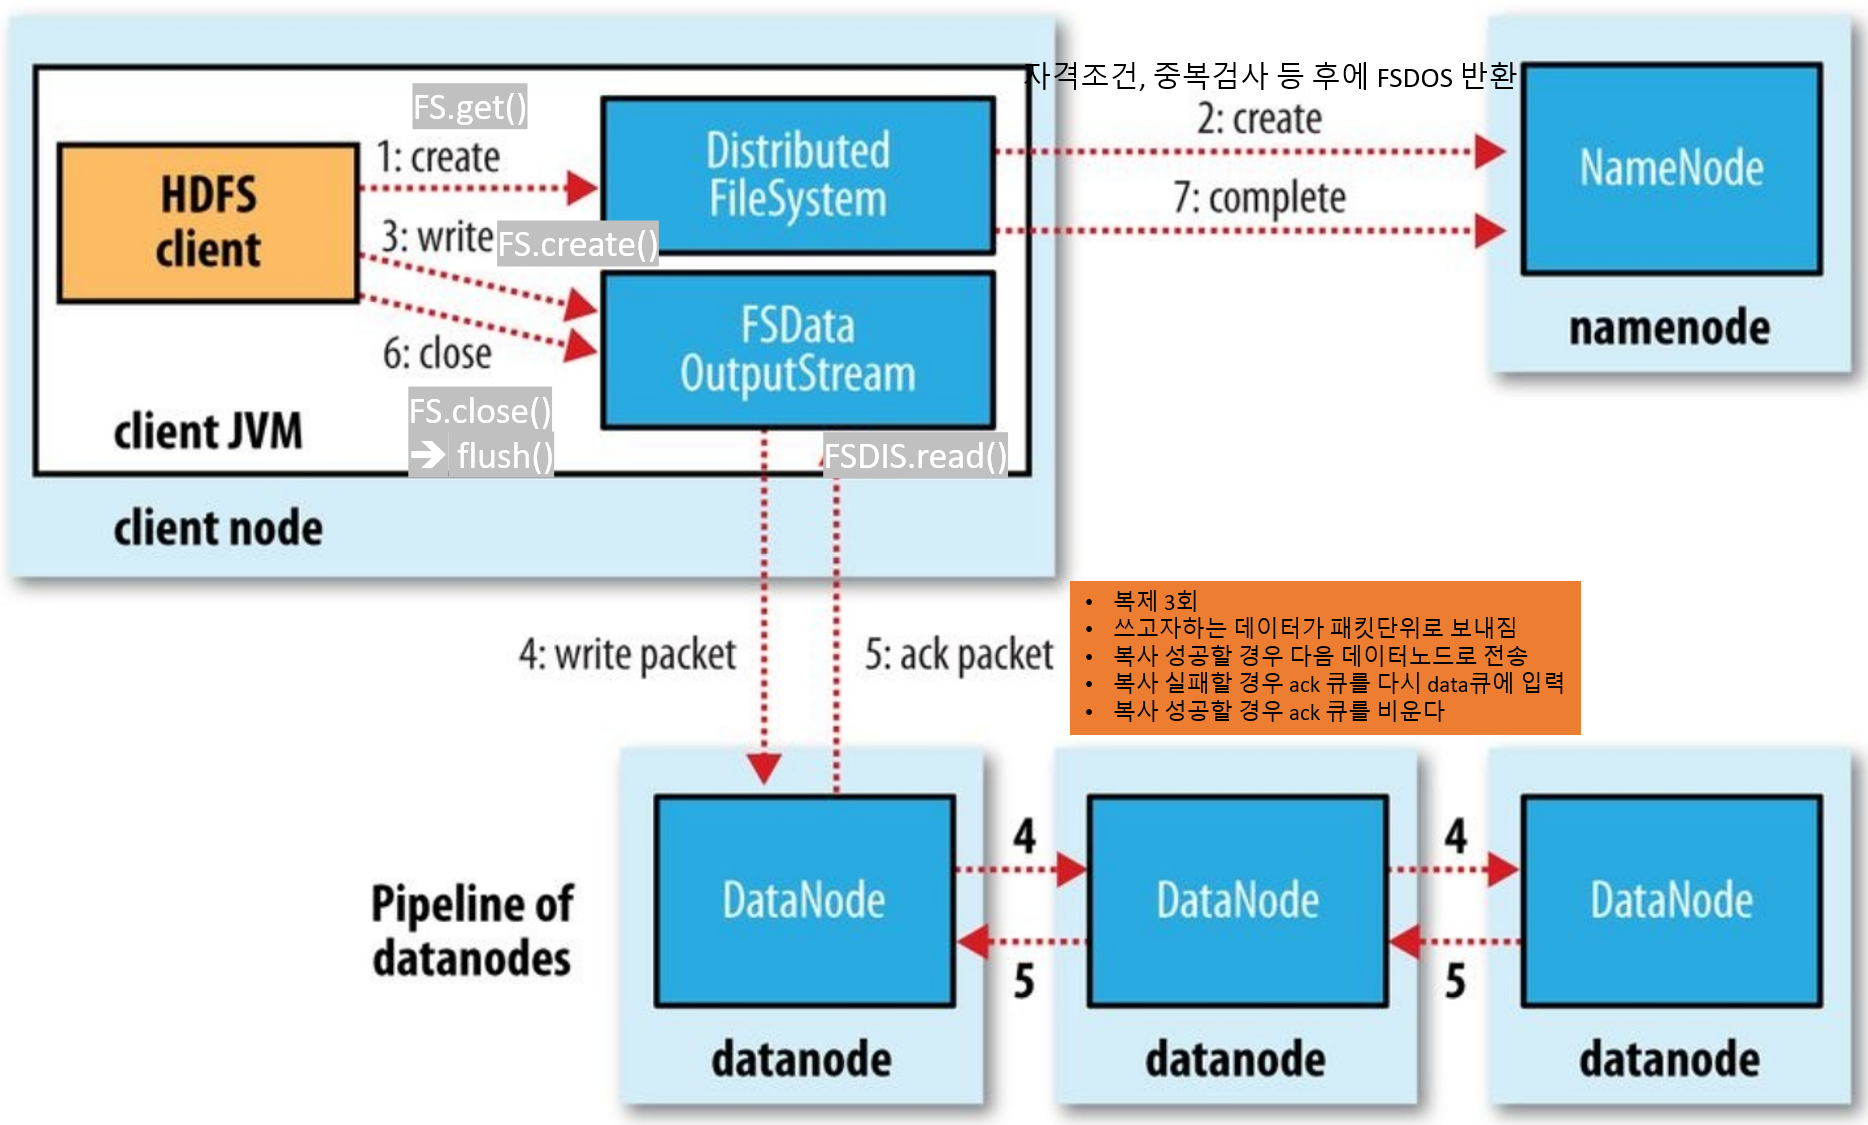 자격조건, 중복검사 등 후에 FSDOS 반환
FS.get()
1: create
Distributed
FileSystem
2: create
NameNode
HDFS
client
3: write
FS.create()
7: complete
6: close
FSData
OutputStream
namenode
FS.close()
➔ flush()
client JVM
FSDIS.read()
client node
4: write packet
5: ack packet
• 복제 3회
• 쓰고자하는 데이터가 패킷단위로 보내짐
• 복사 성공할 경우 다음 데이터노드로 전송
• 복사 실패할 경우 ack 큐를 다시 data큐에 입력
• 복사 성공할 경우 ack 큐를 비운다
Pipeline of
datanodes
DataNode
4
5
DataNode
4
5
DataNode
datanode
datanode
datanode